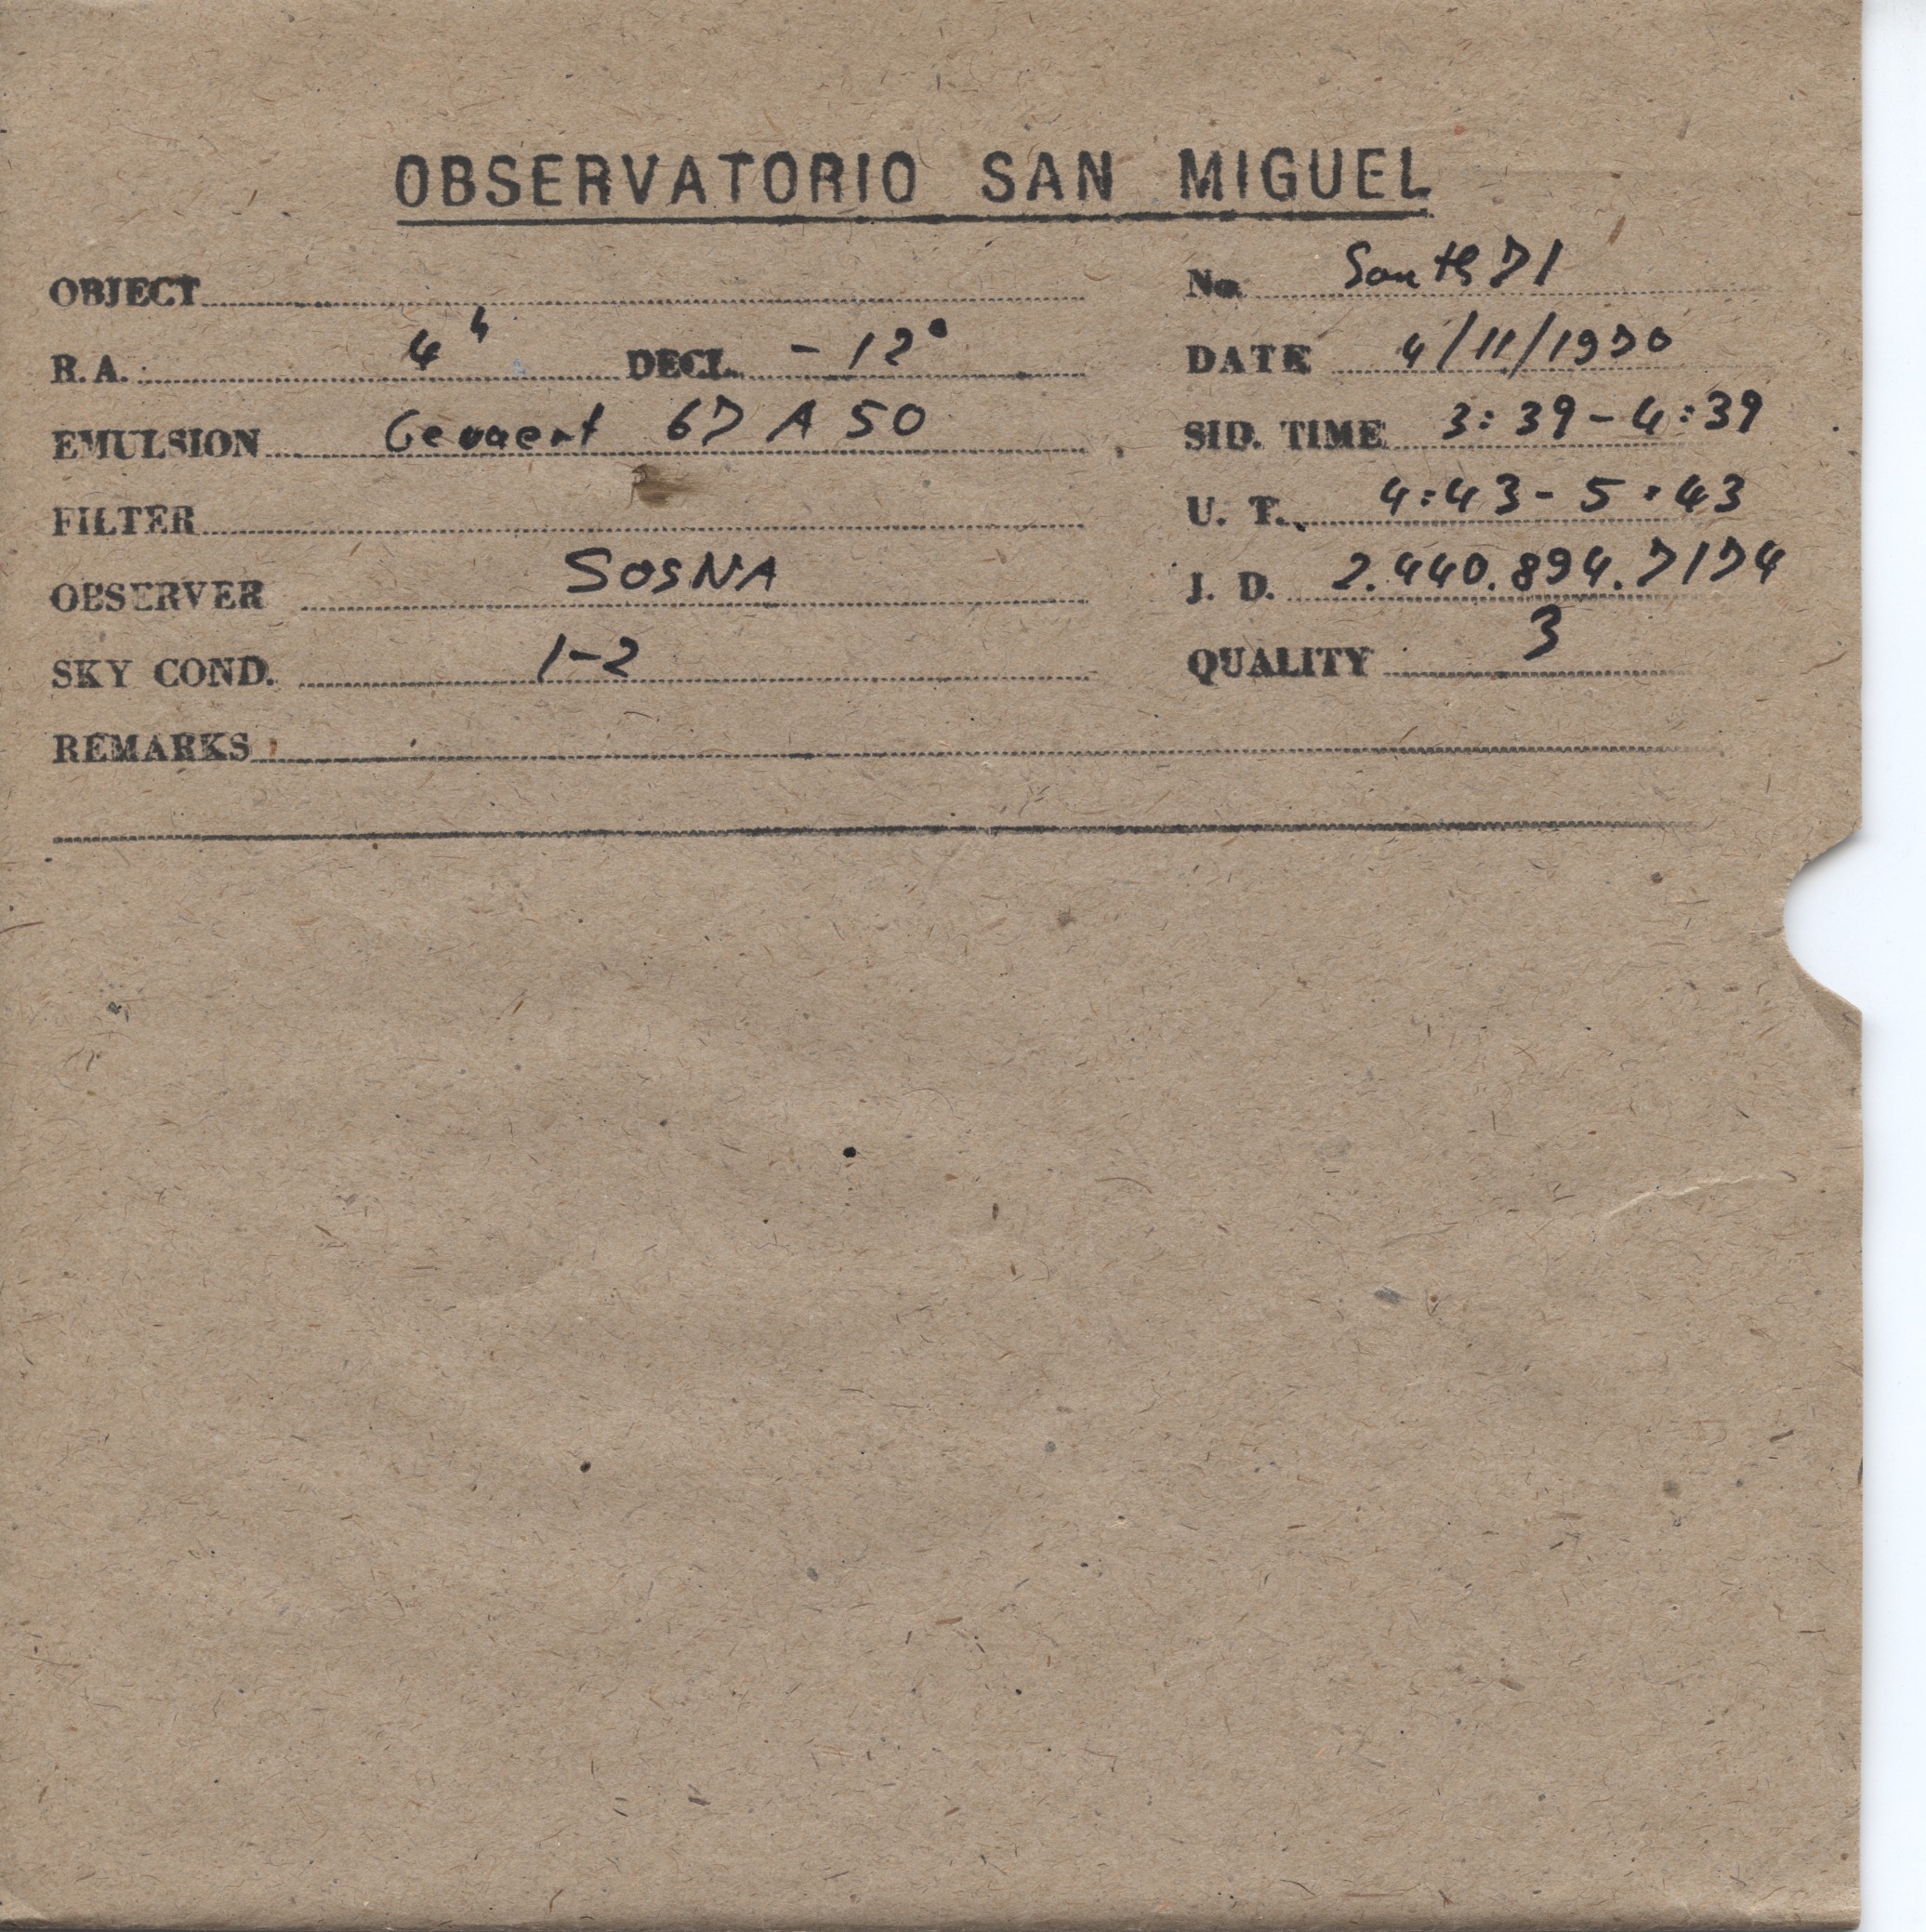 OBSERVATORIO SAN MIGUEL
OBJECT
No. South 71
R.A. 4h DECL. -12°
DATE 4/11/1970
EMULSION Gevaert 67 A 50
SID. TIME 3:39-4:39
FILTER
U. T. 4:43-5:43
OBSERVER SOSNA
J. D. 2.440.894.7174
SKY COND. 1-2
QUALITY 3
REMARKS